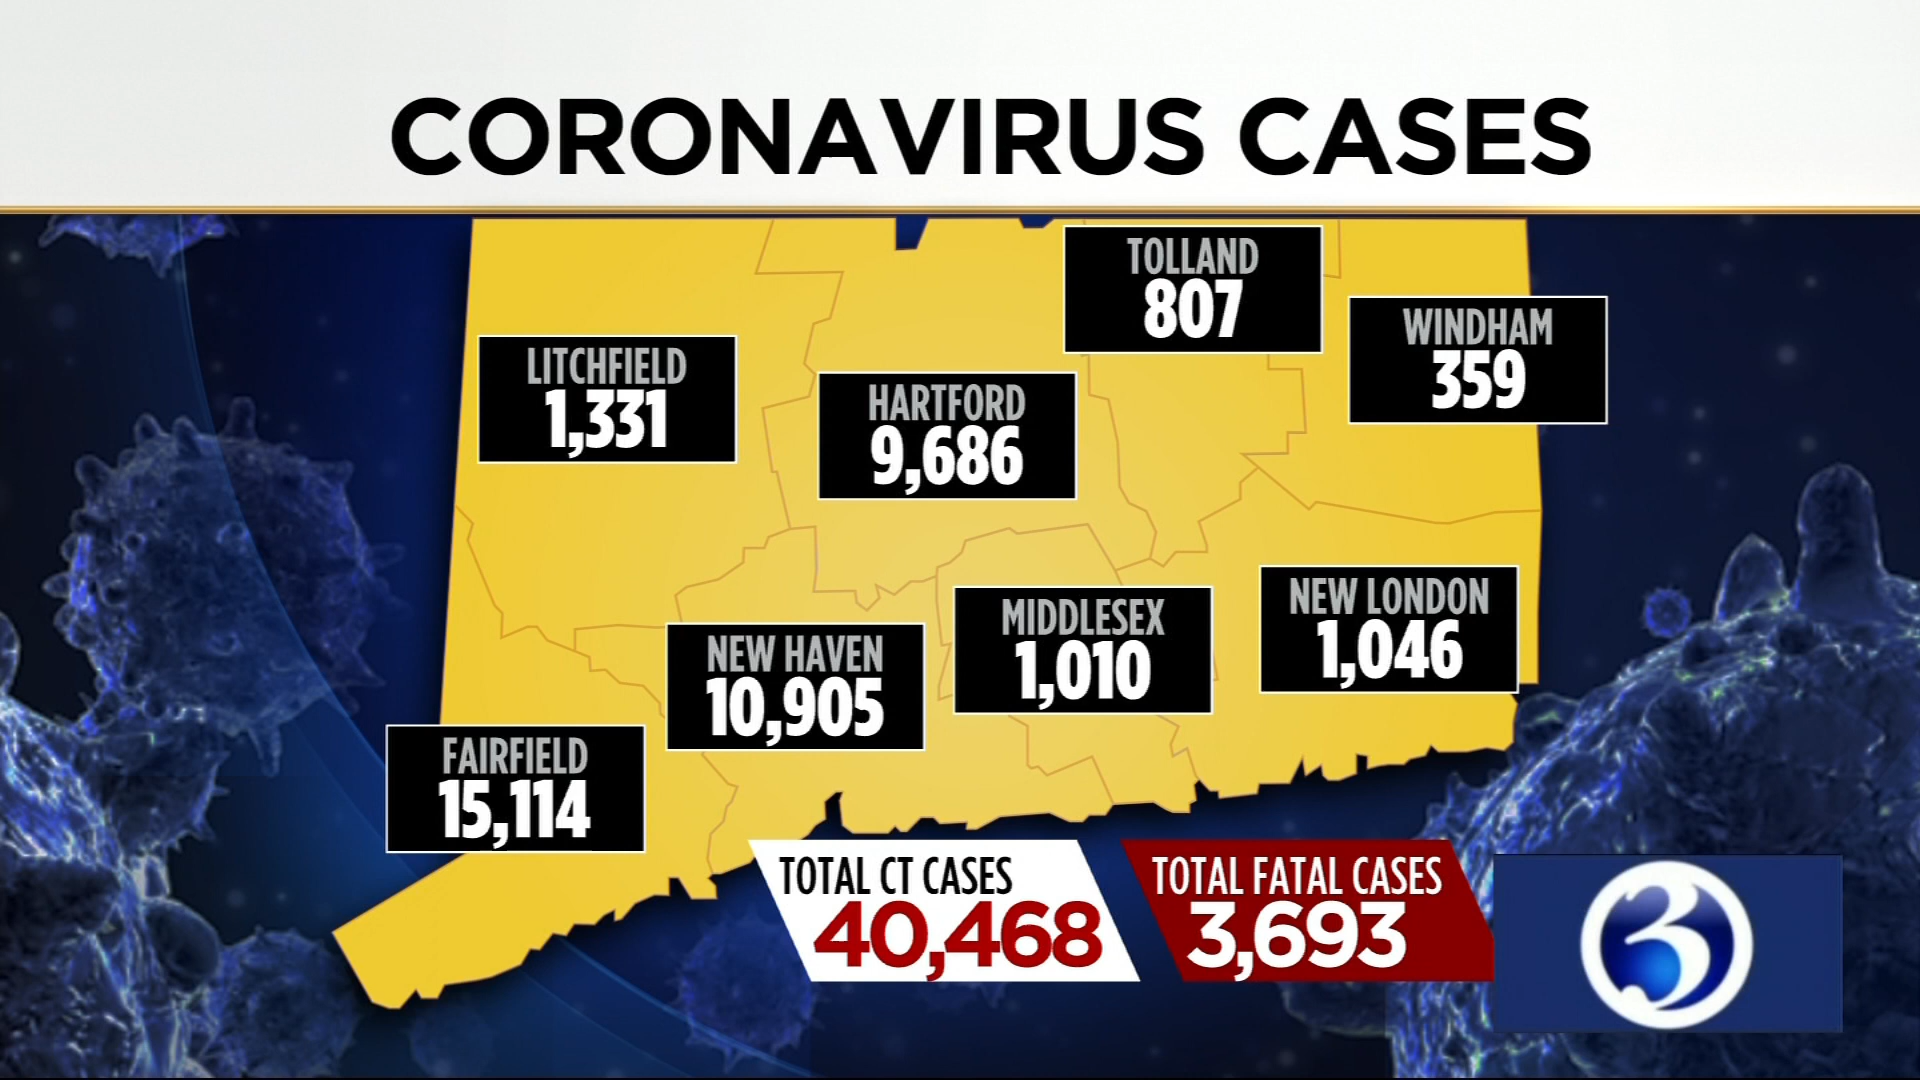 CORONAVIRUS CASES
TOLLAND
807
WINDHAM
359
LITCHFIELD
1,331
HARTFORD
9,686
NEW LONDON
1,046
MIDDLESEX
1,010
NEW HAVEN
10,905
FAIRFIELD
15,114
TOTAL CT CASES
40,468
TOTAL FATAL CASES
3,693
3